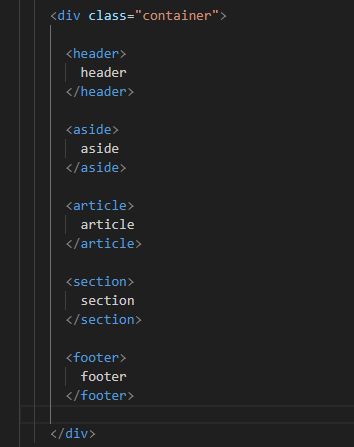 <div class="container">
<header>
header
</header>
<aside>
aside
</aside>
<article>
article
</article>
<section>
section
</section>
<footer>
footer
</footer>
</div>